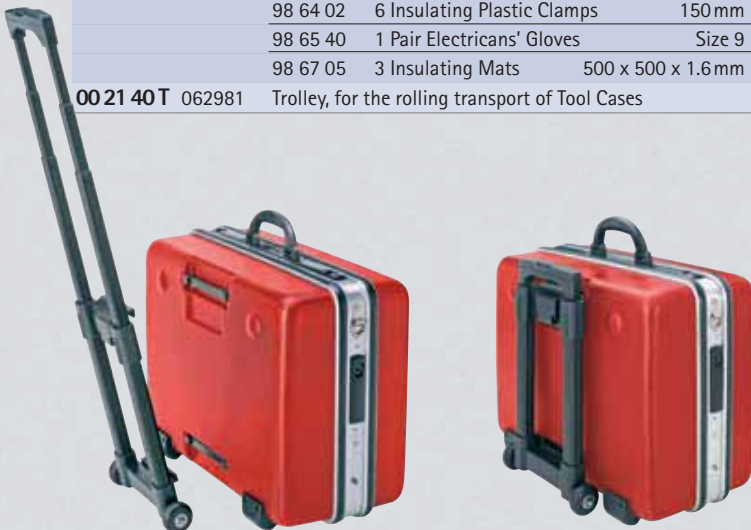 98 64 02 6 Insulating Plastic Clamps 150 mm
98 65 40 1 Pair Electricans' Gloves Size 9
98 67 05 3 Insulating Mats 500 x 500 x 1.6 mm
00 21 40 T 062981 Trolley, for the rolling transport of Tool Cases